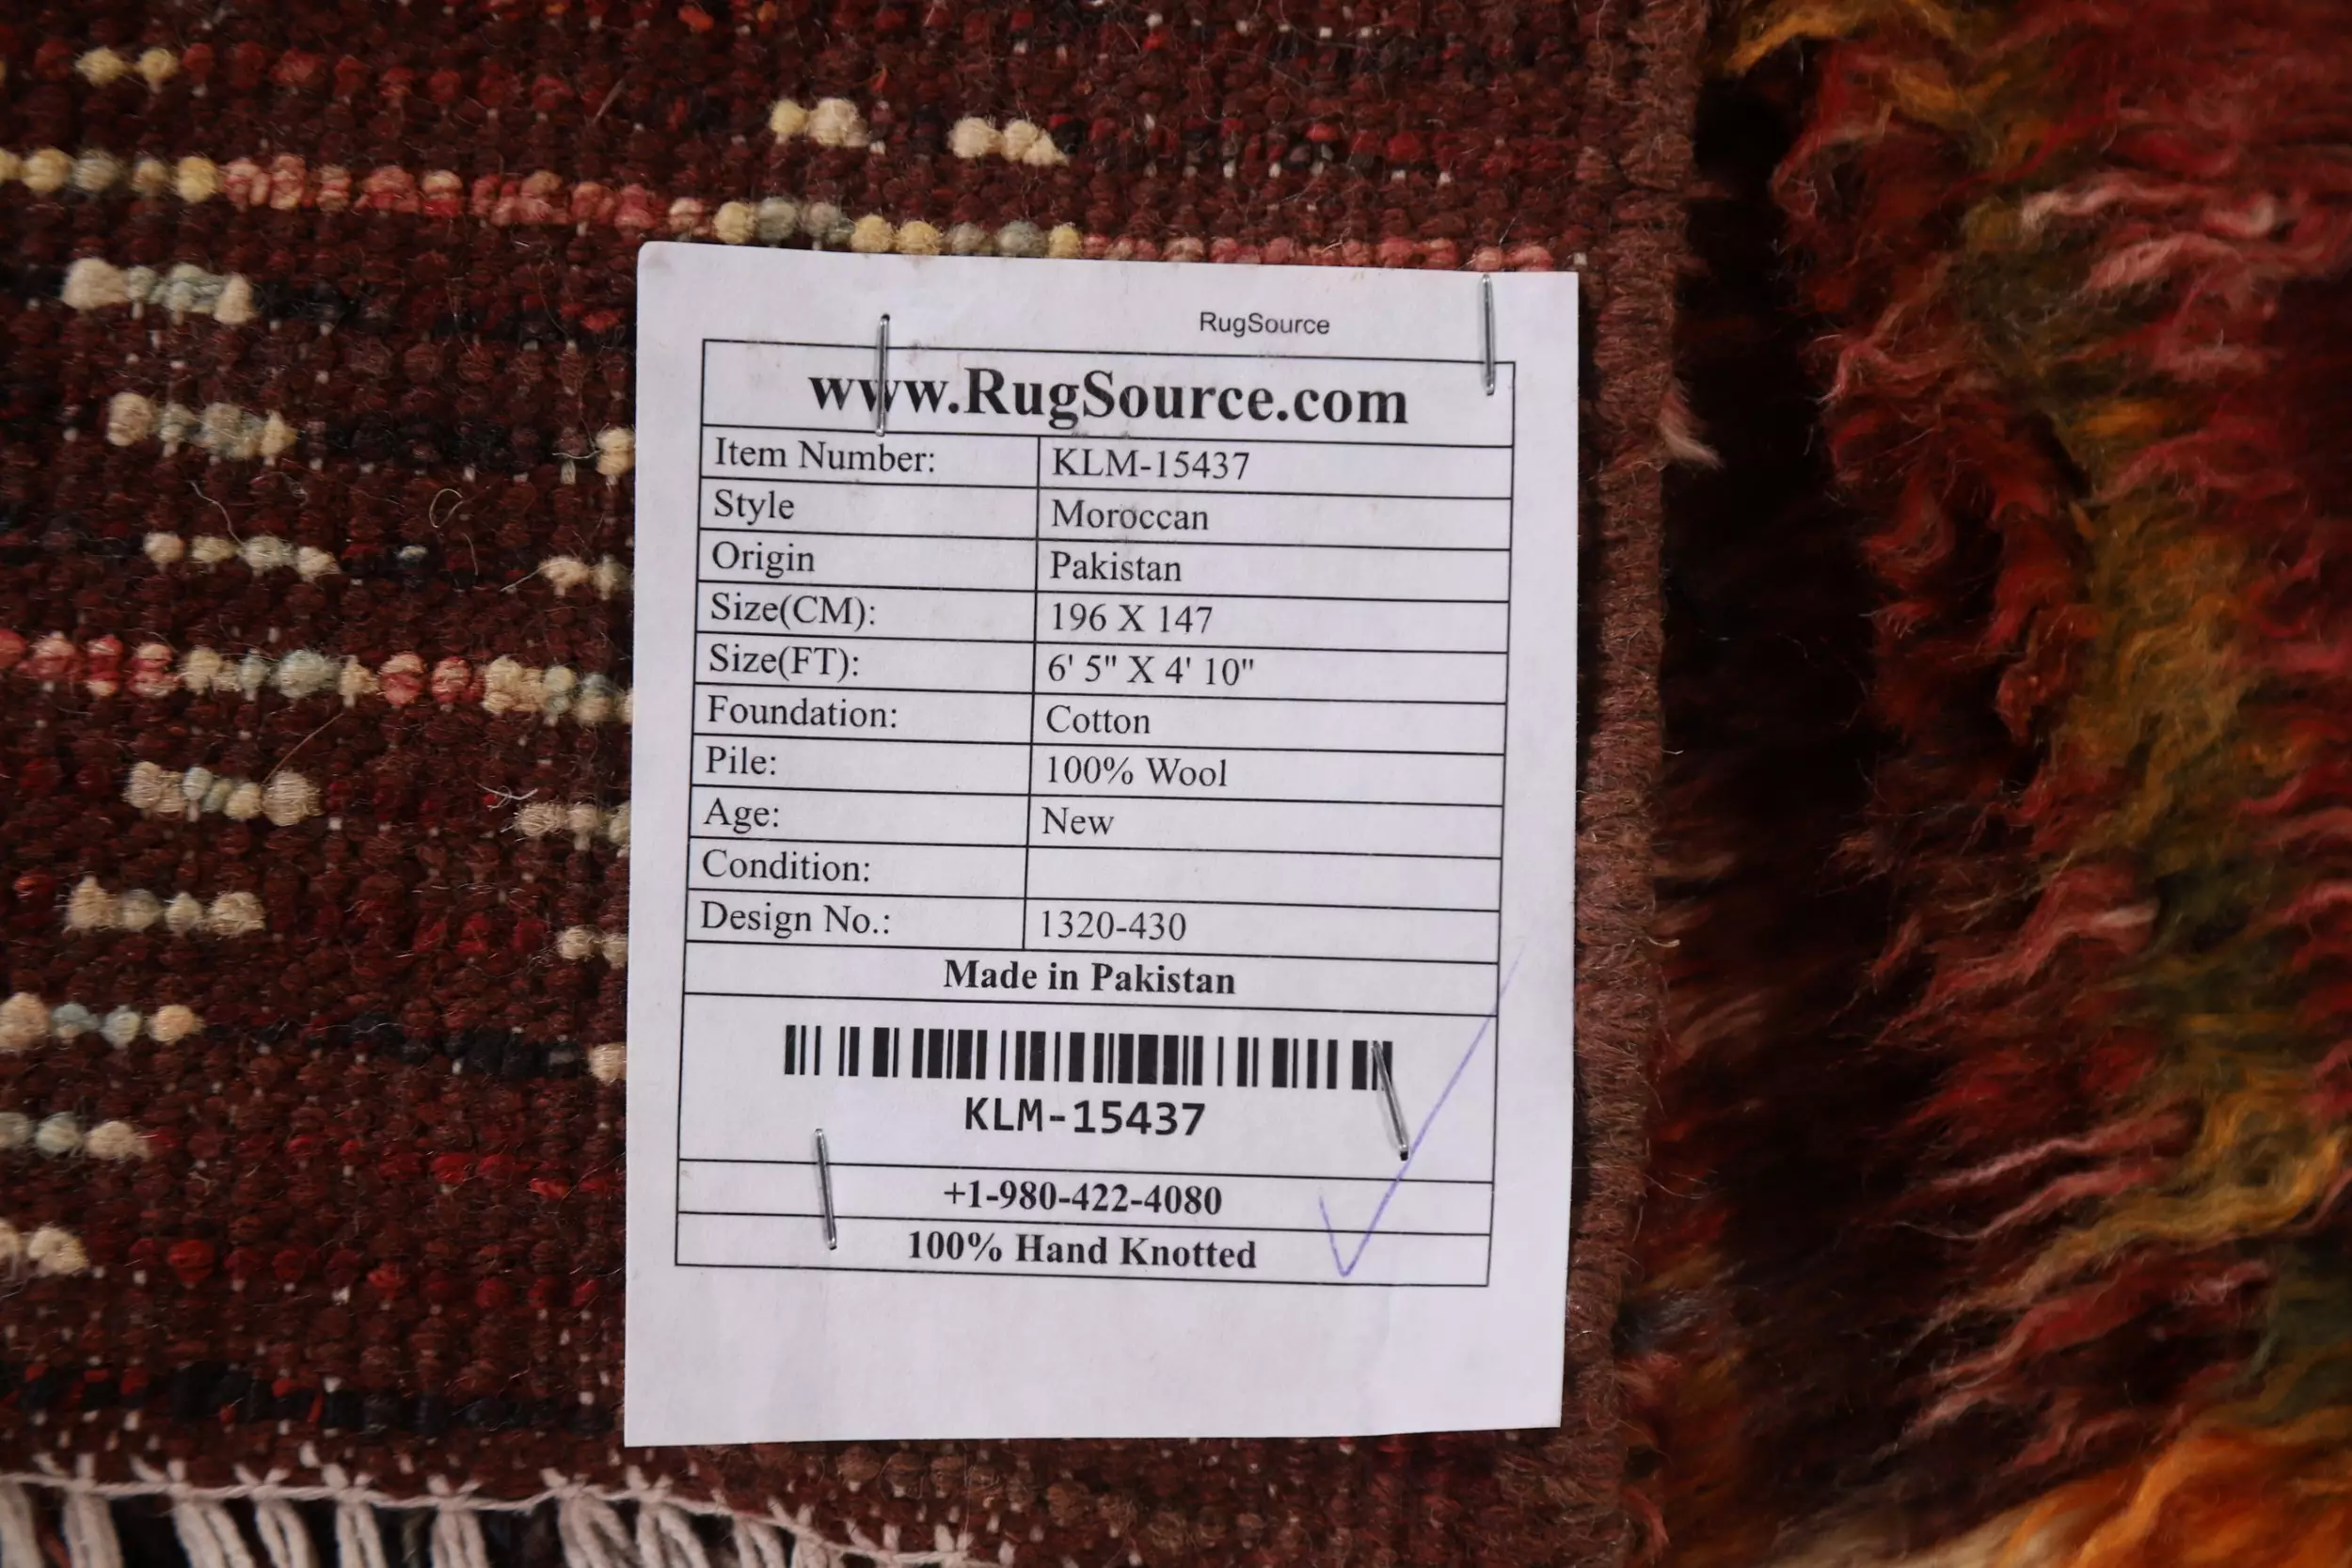 RugSource
www.RugSource.com
Item Number: KLM-15437
Style Moroccan
Origin Pakistan
Size(CM): 196 X 147
Size(FT): 6' 5" X 4' 10"
Foundation: Cotton
Pile: 100% Wool
Age: New
Condition:
Design No.: 1320-430
Made in Pakistan
KLM-15437
+1-980-422-4080
100% Hand Knotted